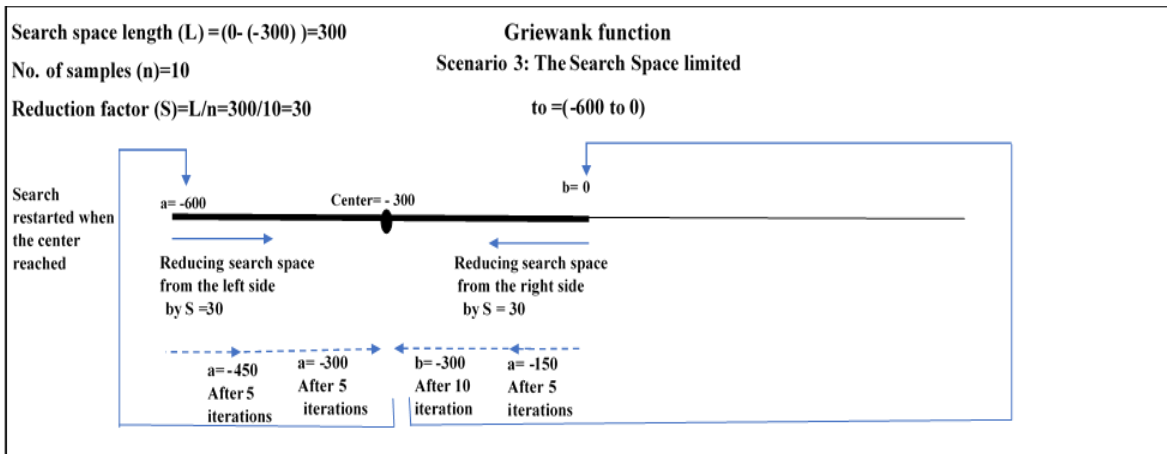 Search space length (L) =(0- (-300) )=300
No. of samples (n)=10
Reduction factor (S)=L/n=300/10=30
Griewank function
Scenario 3: The Search Space limited
to =(-600 to 0)
Search
restarted when
the center
reached
a= -600
Center= - 300
b= 0
Reducing search space
from the left side
by S =30
Reducing search space
from the right side
by S = 30
a=-450
After 5
iterations
a= -300
After 5
iterations
b= -300
After 10
iteration
a= -150
After 5
iterations